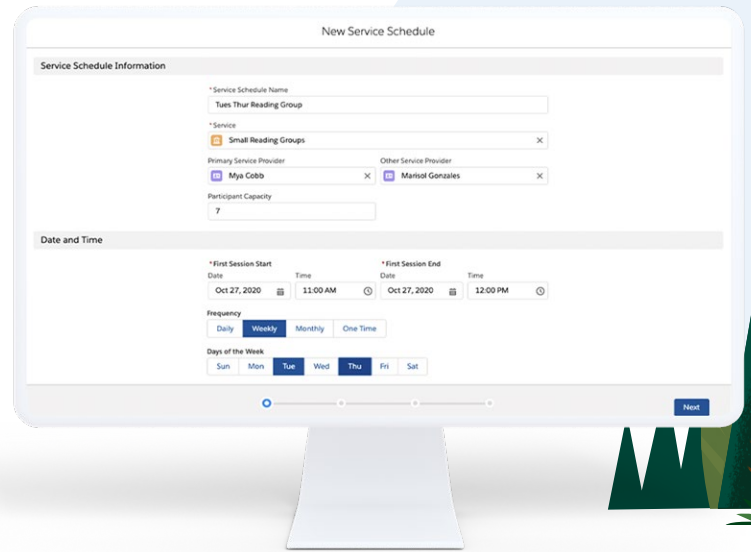 New Service Schedule
Service Schedule Information
*Service Schedule Name
Tues Thur Reading Group
*Service
Small Reading Groups
Primary Service Provider Other Service Provider
Mya Cobb Marisol Gonzales
Participant Capacity
7
Date and Time
*First Session Start *First Session End
Date Time Date Time
Oct 27, 2020 11:00 AM Oct 27, 2020 12:00 PM
Frequency
Daily Weekly Monthly One Time
Days of the Week
Sun Mon Tue Wed Thu Fri Sat
Next